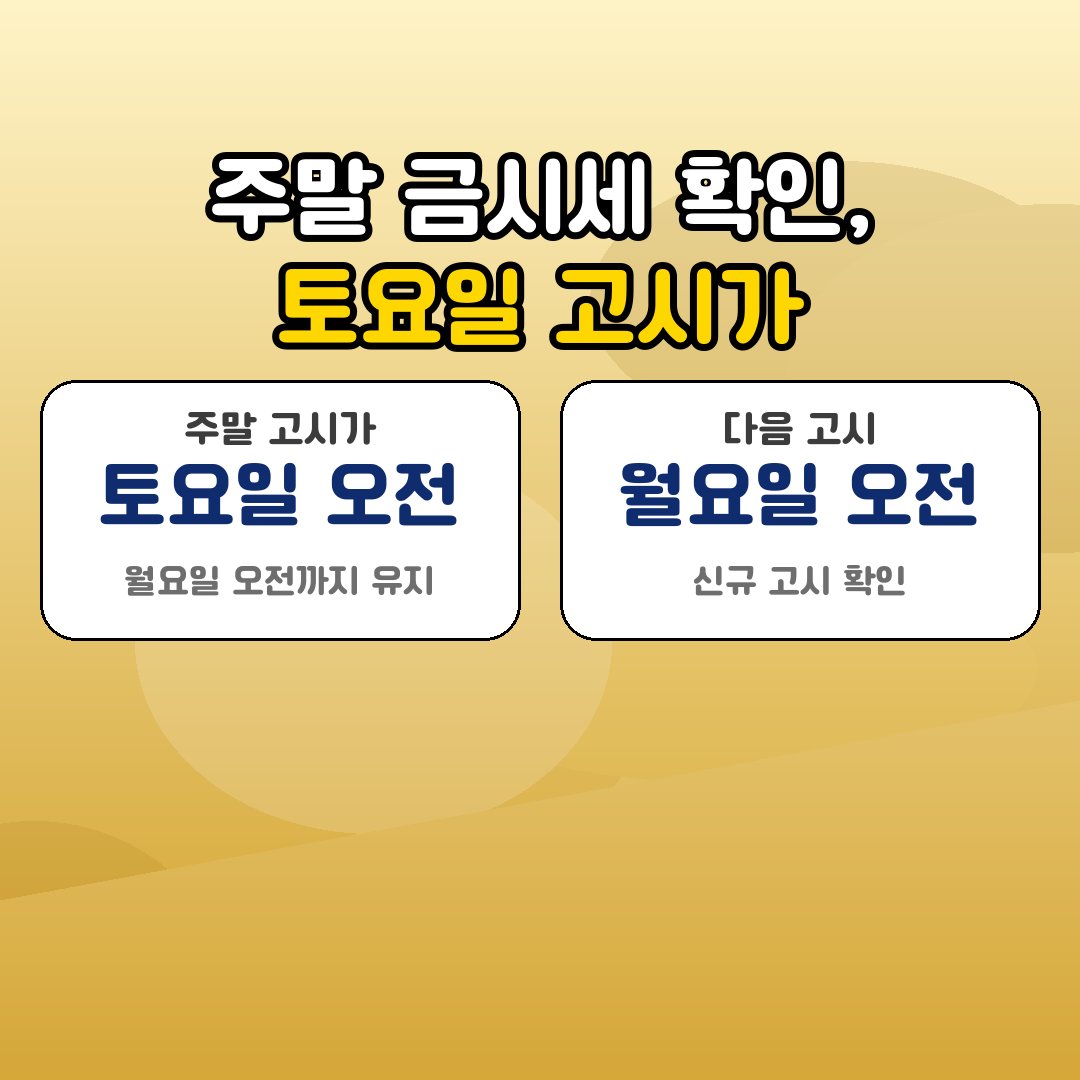 주말 금시세 확인,
토요일 고시가
주말 고시가
토요일 오전
월요일 오전까지 유지
다음 고시
월요일 오전
신규 고시 확인